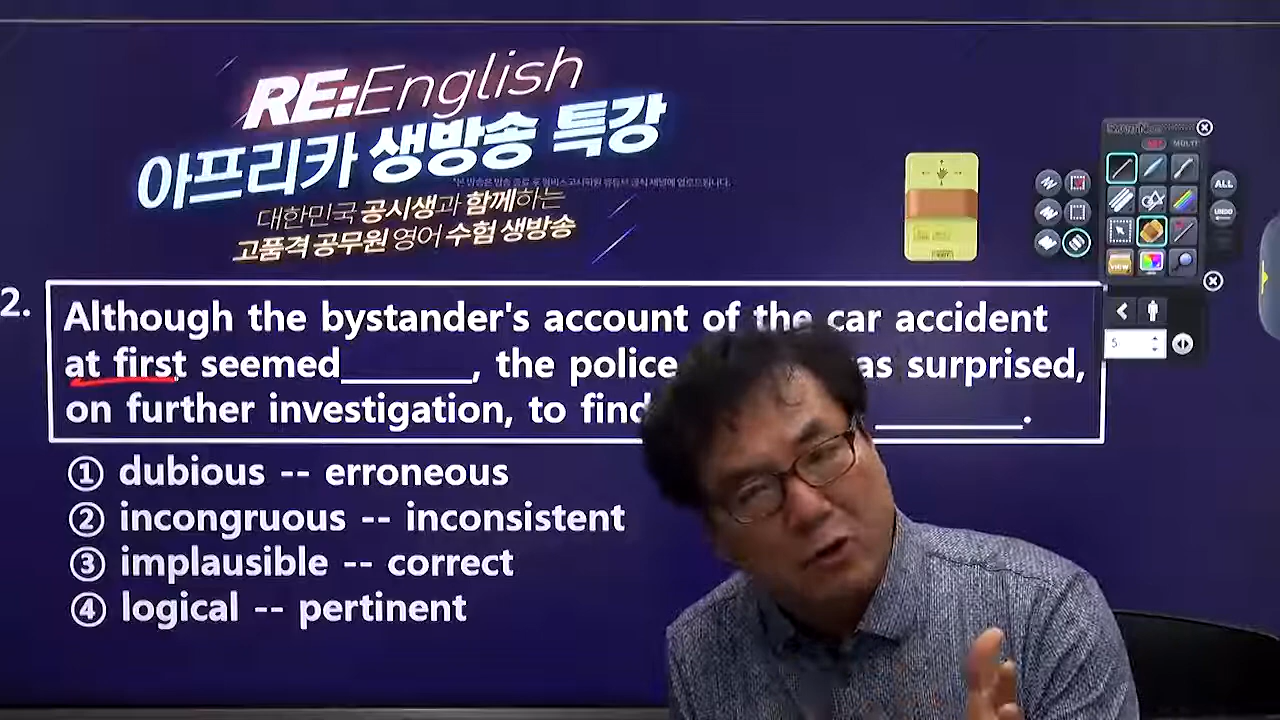 RE:English
아프리카 생방송 특강
대한민국 공시생과 함께하는
고품격 공무원 영어 수험 생방송
2.
Although the bystander's account of the car accident
at first seemed_______, the police as surprised,
on further investigation, to find ________.
① dubious -- erroneous
② incongruous -- inconsistent
③ implausible -- correct
④ logical -- pertinent
MULTI
ALL
UNDO
VIEW
5